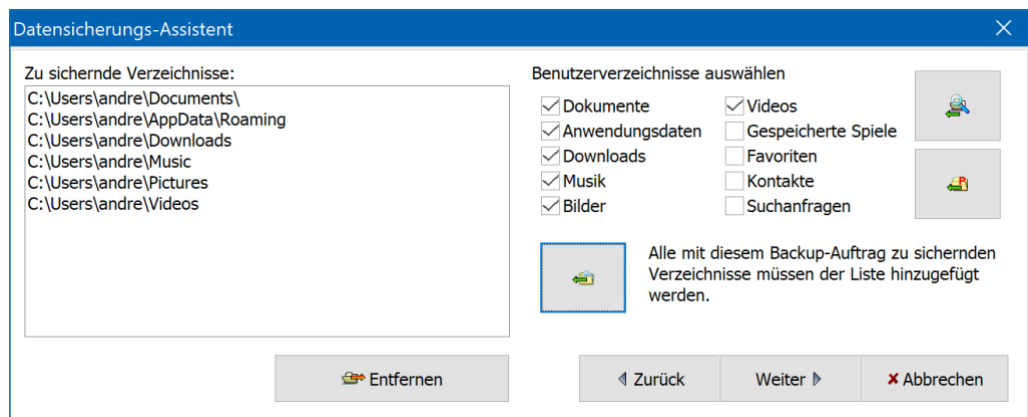 Datensicherungs-Assistent
Zu sichernde Verzeichnisse:
C:\Users\andre\Documents\
C:\Users\andre\AppData\Roaming
C:\Users\andre\Downloads
C:\Users\andre\Music
C:\Users\andre\Pictures
C:\Users\andre\Videos
Entfernen
Benutzerverzeichnisse auswählen
Dokumente
Anwendungsdaten
Downloads
Musik
Bilder
Videos
Gespeicherte Spiele
Favoriten
Kontakte
Suchanfragen
Alle mit diesem Backup-Auftrag zu sichernden
Verzeichnisse müssen der Liste hinzugefügt
werden.
Zurück
Weiter
Abbrechen